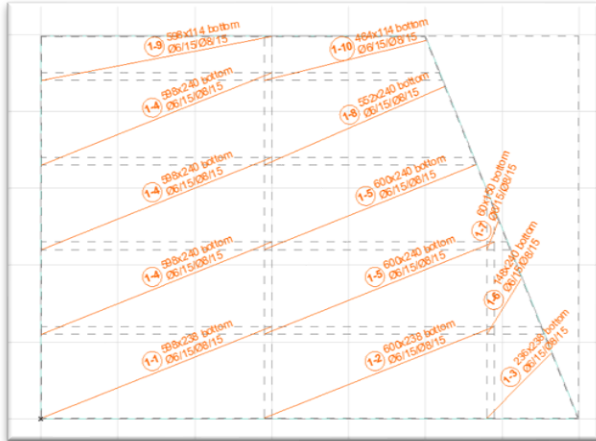 1-9 598x114 bottom
Ø6/15/Ø8/15
1-10 464x114 bottom
Ø6/15/Ø8/15
1-4 598x240 bottom
Ø6/15/Ø8/15
1-8 552x240 bottom
Ø6/15/Ø8/15
1-4 598x240 bottom
Ø6/15/Ø8/15
1-5 600x240 bottom
Ø6/15/Ø8/15
1-7 60x150 bottom
Ø6/15/Ø8/15
1-4 598x240 bottom
Ø6/15/Ø8/15
1-5 600x240 bottom
Ø6/15/Ø8/15
1-6 148x240 bottom
Ø6/15/Ø8/15
1-1 598x238 bottom
Ø6/15/Ø8/15
1-2 600x238 bottom
Ø6/15/Ø8/15
1-3 236x238 bottom
Ø6/15/Ø8/15